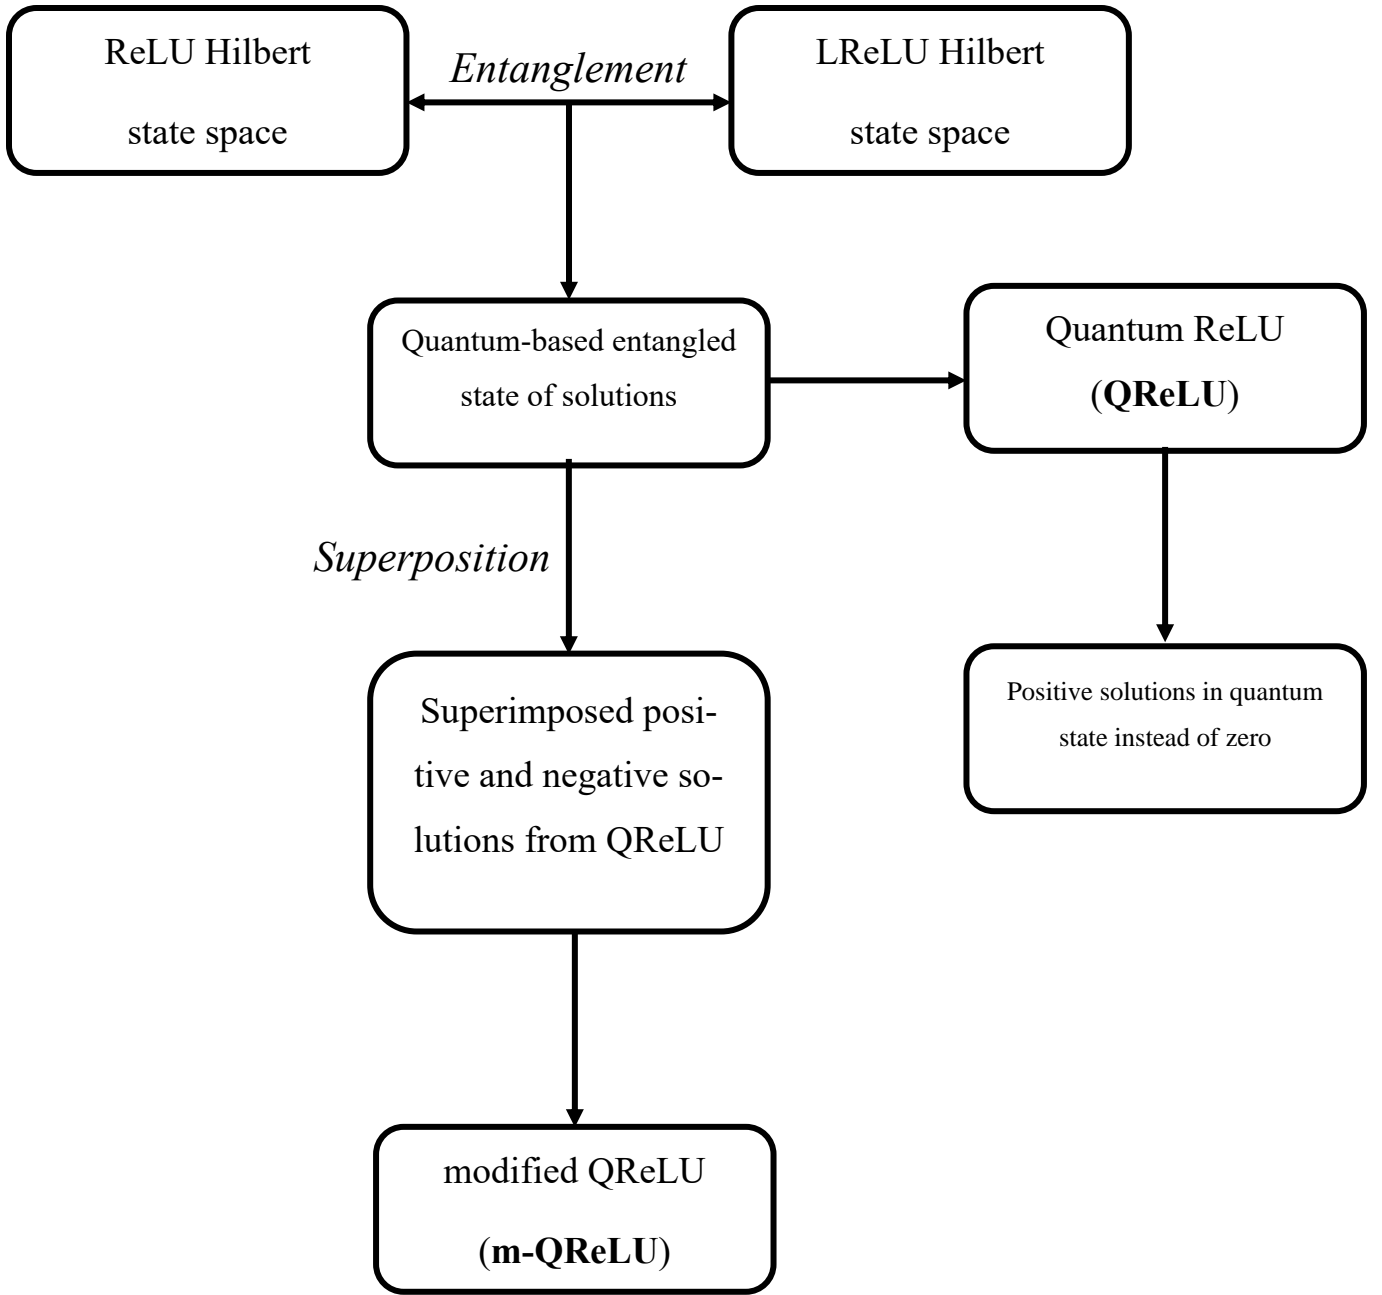 ReLU Hilbert
state space
Entanglement
LReLU Hilbert
state space
Quantum-based entangled
state of solutions
Quantum ReLU
(QReLU)
Superposition
Superimposed posi-
tive and negative so-
lutions from QReLU
Positive solutions in quantum
state instead of zero
modified QReLU
(m-QReLU)